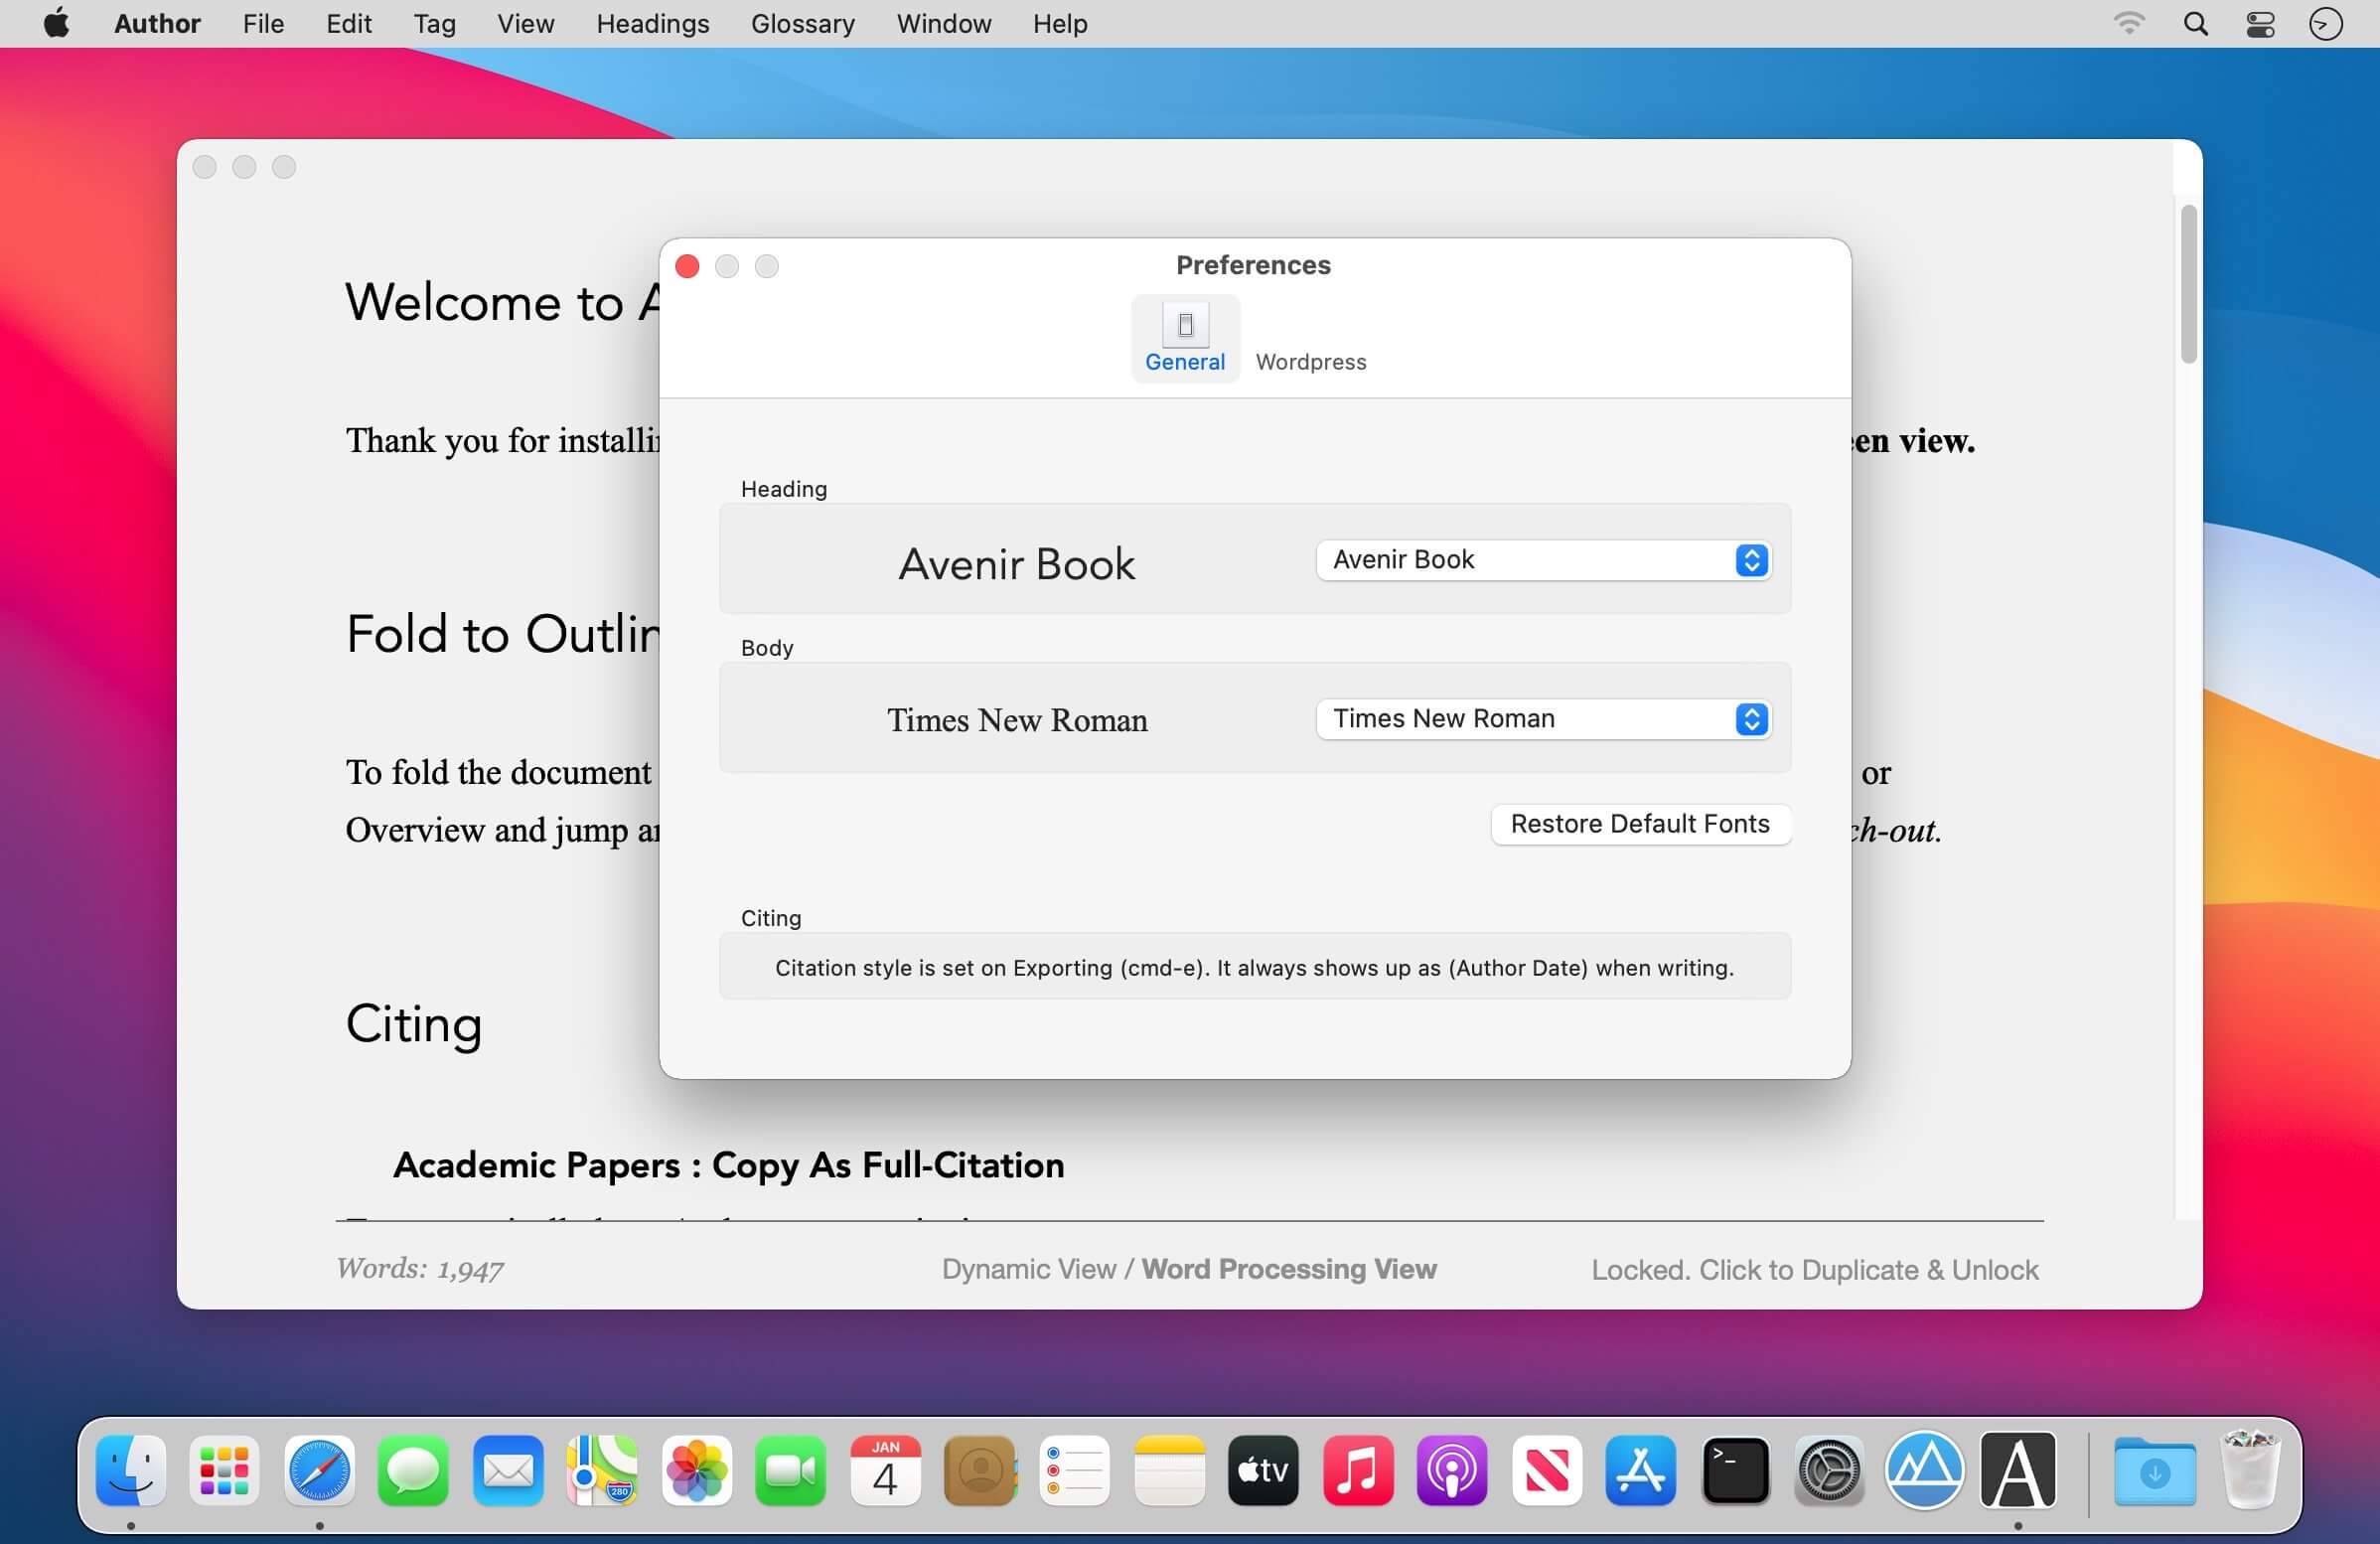 Author File Edit Tag View Headings Glossary Window Help
Preferences
General Wordpress
Welcome to A
Thank you for installin
en view.
Heading
Avenir Book
Avenir Book
Fold to Outlin
Body
Times New Roman
Times New Roman
To fold the document
or
Overview and jump ar
ch-out.
Restore Default Fonts
Citing
Citation style is set on Exporting (cmd-e). It always shows up as (Author Date) when writing.
Citing
Academic Papers : Copy As Full-Citation
Words: 1,947
Dynamic View / Word Processing View
Locked. Click to Duplicate & Unlock
JAN
4
280
tv
>_
A